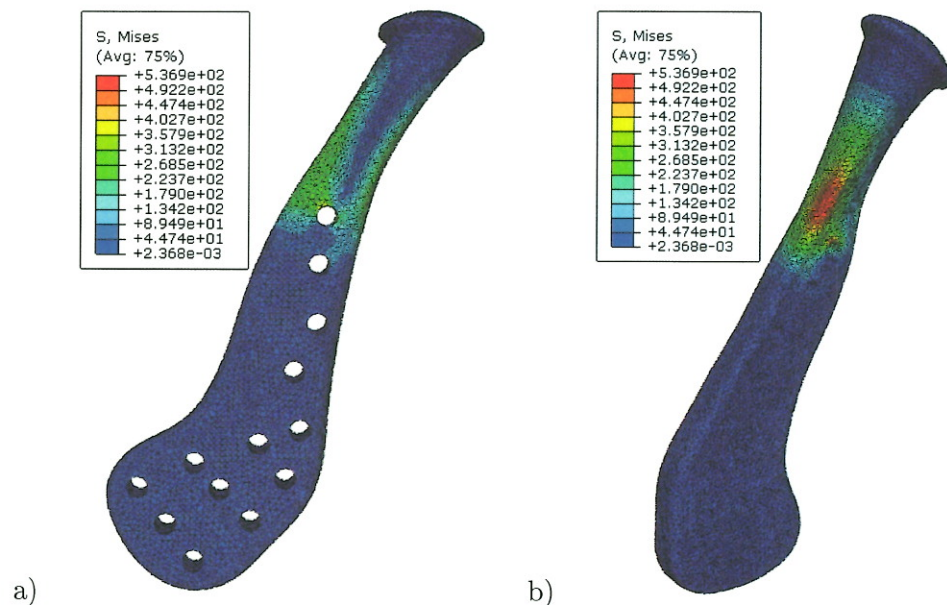 S, Mises
(Avg: 75%)
+5.369e+02
+4.922e+02
+4.474e+02
+4.027e+02
+3.579e+02
+3.132e+02
+2.685e+02
+2.237e+02
+1.790e+02
+1.342e+02
+8.949e+01
+4.474e+01
+2.368e-03
a)
S, Mises
(Avg: 75%)
+5.369e+02
+4.922e+02
+4.474e+02
+4.027e+02
+3.579e+02
+3.132e+02
+2.685e+02
+2.237e+02
+1.790e+02
+1.342e+02
+8.949e+01
+4.474e+01
+2.368e-03
b)